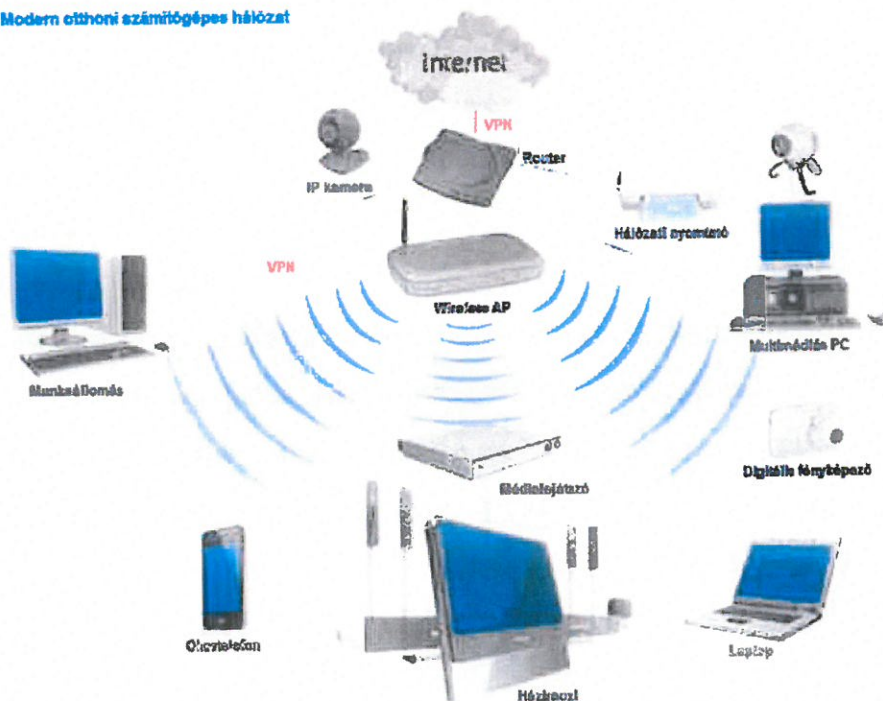 Modern otthoni számítógépes hálózat
Internet
VPN
Router
IP kamera
Hálózati nyomtató
VPN
Wireless AP
Munkaállomás
Multimédiás PC
Médialejátszó
Digitális fényképező
Okostelefon
Laptop
Házimozi